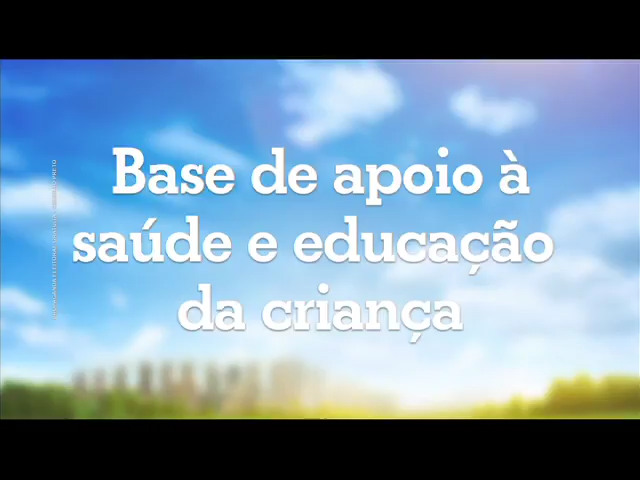 Base de apoio à
saúde e educação
da criança